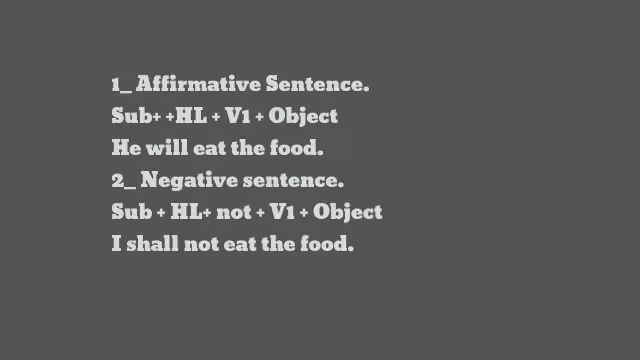 1_ Affirmative Sentence.
Sub+ +HL + V1 + Object
He will eat the food.
2_ Negative sentence.
Sub + HL+ not + V1 + Object
I shall not eat the food.